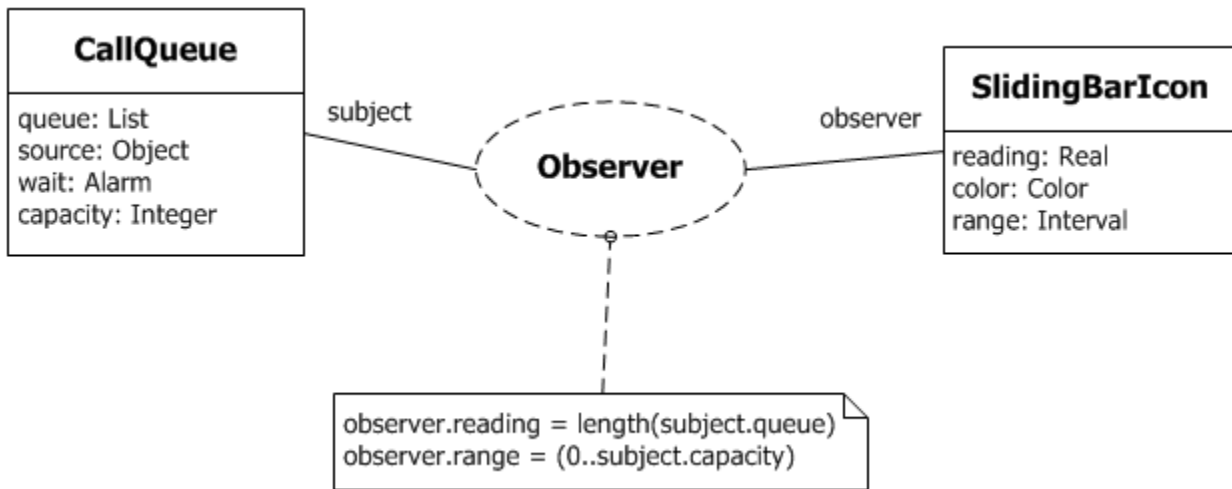 CallQueue
queue: List
source: Object
wait: Alarm
capacity: Integer
subject
Observer
observer
SlidingBarIcon
reading: Real
color: Color
range: Interval
observer.reading = length(subject.queue)
observer.range = (0..subject.capacity)